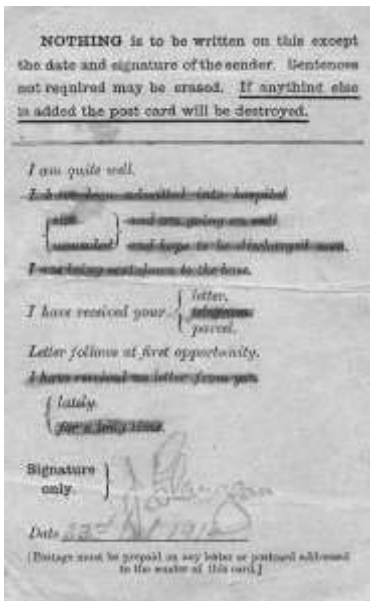 NOTHING is to be written on this except
the date and signature of the sender. Sentences
not required may be erased. If anything else
is added the post card will be destroyed.
I am quite well.
I have been admitted into hospital
sick and am going on well
wounded and hope to be discharged soon.
I am being sent down to the base.
I have received your letter,
telegram
parcel.
Letter follows at first opportunity.
I have received no letter from you
lately.
for a long time.
Signature
only.
Date
[Postage must be prepaid on any letter or postcard addressed
to the sender of this card.]